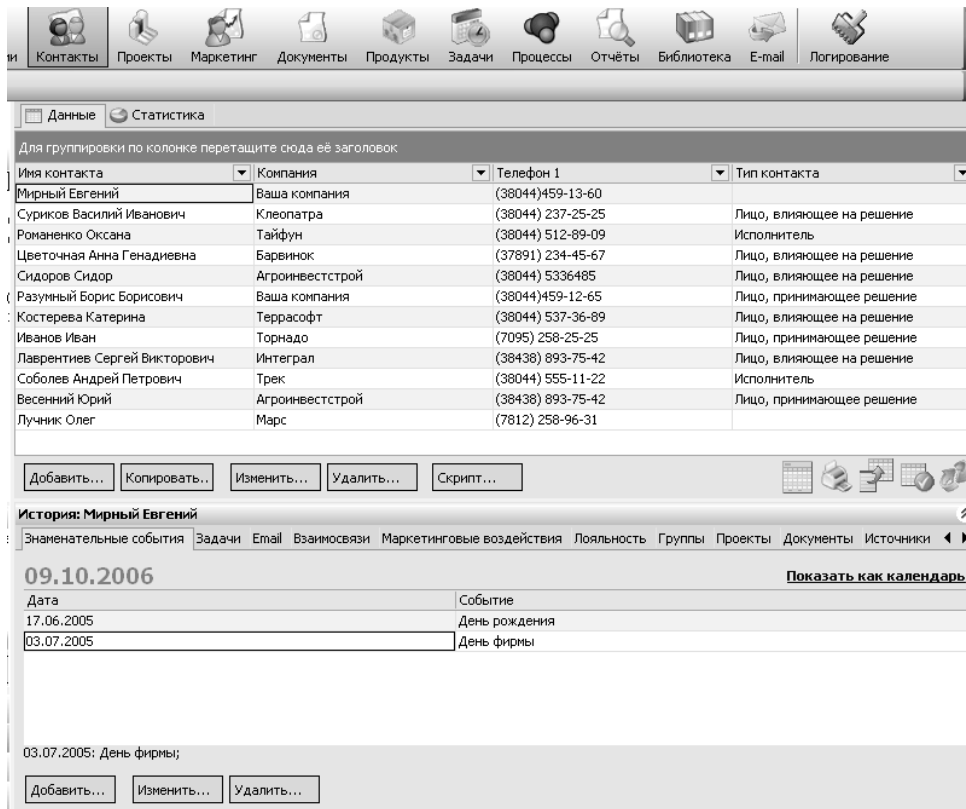 Контакты Проекты Маркетинг Документы Продукты Задачи Процессы Отчёты Библиотека E-mail Логирование
Данные Статистика
Для группировки по колонке перетащите сюда её заголовок
Имя контакта Компания Телефон 1 Тип контакта
Мирный Евгений Ваша компания (38044)459-13-60
Суриков Василий Иванович Клеопатра (38044) 237-25-25 Лицо, влияющее на решение
Романенко Оксана Тайфун (38044) 512-89-09 Исполнитель
Цветочная Анна Генадиевна Барвинок (37891) 234-45-67 Лицо, влияющее на решение
Сидоров Сидор Агроинвестстрой (38044) 5336485 Лицо, влияющее на решение
Разумный Борис Борисович Ваша компания (38044)459-12-65 Лицо, принимающее решение
Костерева Катерина Террасофт (38044) 537-36-89 Лицо, влияющее на решение
Иванов Иван Торнадо (7095) 258-25-25 Лицо, принимающее решение
Лаврентиев Сергей Викторович Интеграл (38438) 893-75-42 Лицо, влияющее на решение
Соболев Андрей Петрович Трек (38044) 555-11-22 Исполнитель
Весенний Юрий Агроинвестстрой (38438) 893-75-42 Лицо, принимающее решение
Лучник Олег Марс (7812) 258-96-31
Добавить... Копировать.. Изменить... Удалить... Скрипт...
История: Мирный Евгений
Знаменательные события Задачи Email Взаимосвязи Маркетинговые воздействия Лояльность Группы Проекты Документы Источники
09.10.2006 Показать как календарь
Дата Событие
17.06.2005 День рождения
03.07.2005 День фирмы
03.07.2005: День фирмы;
Добавить... Изменить... Удалить...